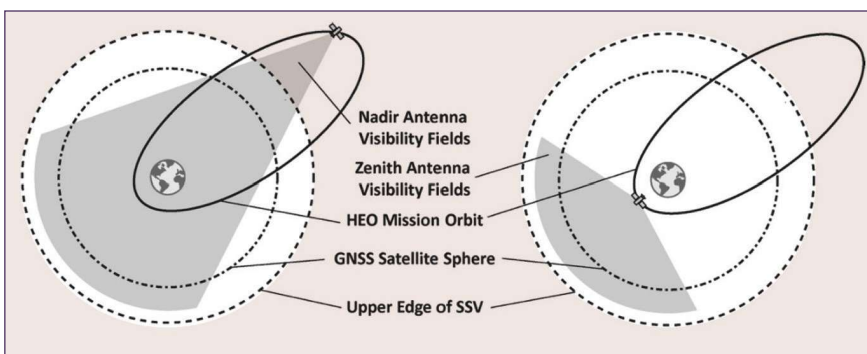 Nadir Antenna
Visibility Fields
Zenith Antenna
Visibility Fields
HEO Mission Orbit
GNSS Satellite Sphere
Upper Edge of SSV